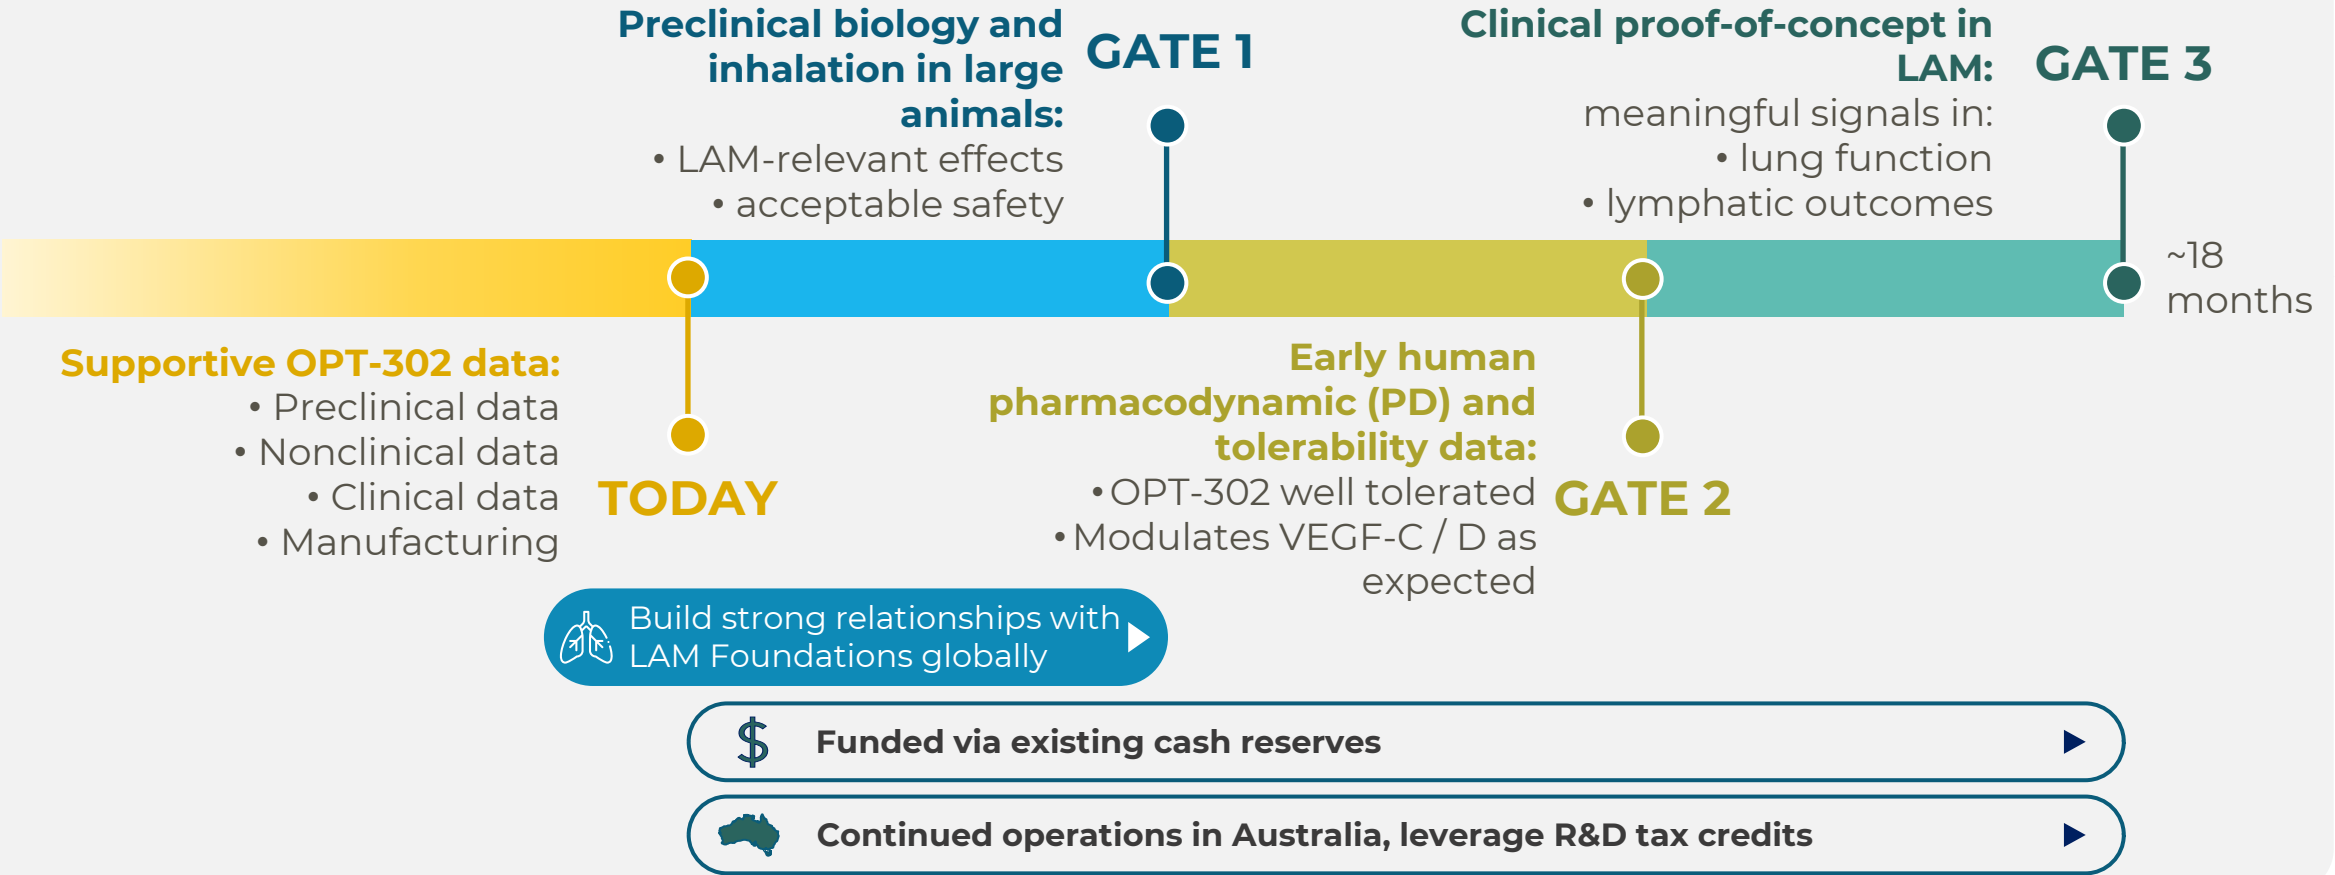 Preclinical biology and
inhalation in large
animals:
• LAM-relevant effects
• acceptable safety
GATE 1
Clinical proof-of-concept in
LAM:
meaningful signals in:
• lung function
• lymphatic outcomes
GATE 3
~18
months
Supportive OPT-302 data:
• Preclinical data
• Nonclinical data
• Clinical data
• Manufacturing
TODAY
Early human
pharmacodynamic (PD) and
tolerability data:
• OPT-302 well tolerated
• Modulates VEGF-C / D as
expected
GATE 2
Build strong relationships with
LAM Foundations globally
$ Funded via existing cash reserves
Continued operations in Australia, leverage R&D tax credits